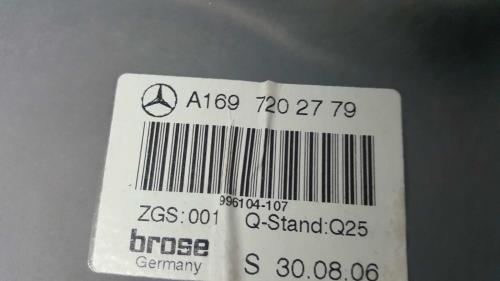 A169 720 27 79
996104-107
ZGS:001 Q-Stand:Q25
brose
Germany S 30.08.06